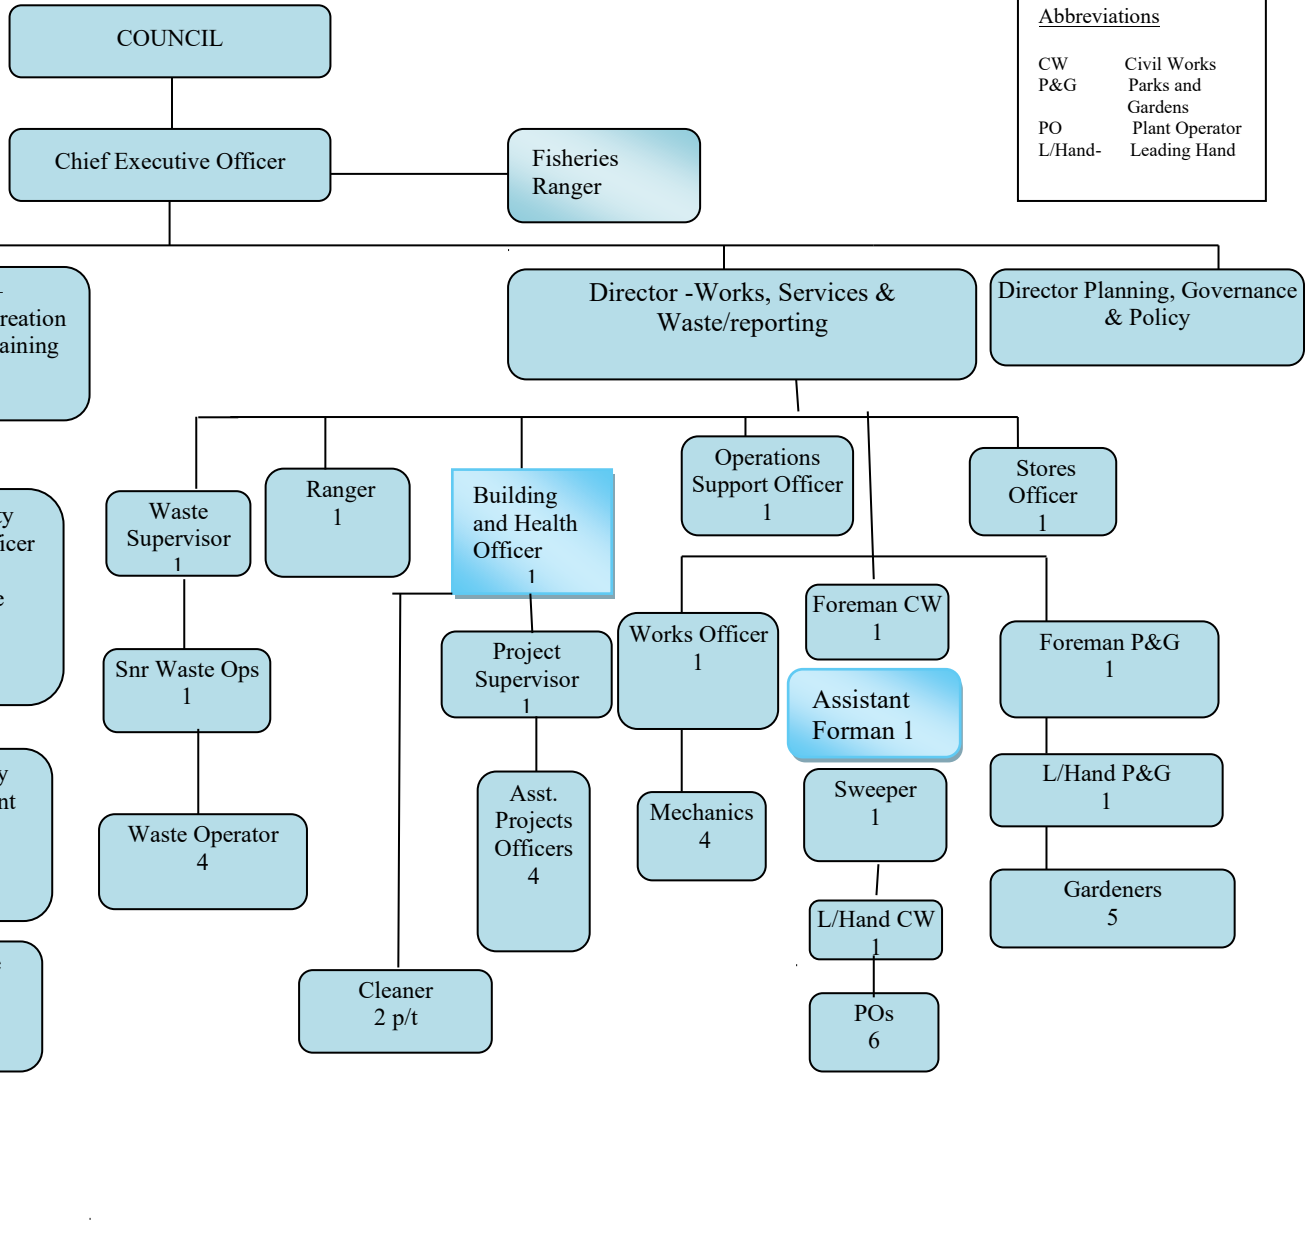 COUNCIL
Abbreviations
CW Civil Works
P&G Parks and
Gardens
PO Plant Operator
L/Hand- Leading Hand
Chief Executive Officer
Fisheries
Ranger
Director -Works, Services &
Waste/reporting
Director Planning, Governance
& Policy
reation
aining
Waste
Supervisor
1
Ranger
1
Building
and Health
Officer
1
Operations
Support Officer
1
Stores
Officer
1
ty
icer
e
Snr Waste Ops
1
Project
Supervisor
1
Works Officer
1
Foreman CW
1
Foreman P&G
1
Assistant
Forman 1
y
nt
Waste Operator
4
Asst.
Projects
Officers
4
Mechanics
4
Sweeper
1
L/Hand P&G
1
L/Hand CW
1
Gardeners
5
Cleaner
2 p/t
POs
6